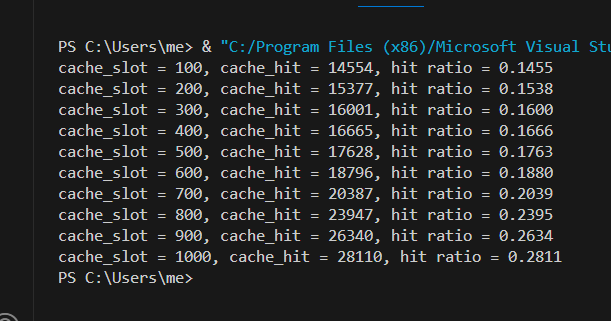 PS C:\Users\me> & "C:/Program Files (x86)/Microsoft Visual
cache_slot = 100, cache_hit = 14554, hit ratio = 0.1455
cache_slot = 200, cache_hit = 15377, hit ratio = 0.1538
cache_slot = 300, cache_hit = 16001, hit ratio = 0.1600
cache_slot = 400, cache_hit = 16665, hit ratio = 0.1666
cache_slot = 500, cache_hit = 17628, hit ratio = 0.1763
cache_slot = 600, cache_hit = 18796, hit ratio = 0.1880
cache_slot = 700, cache_hit = 20387, hit ratio = 0.2039
cache_slot = 800, cache_hit = 23947, hit ratio = 0.2395
cache_slot = 900, cache_hit = 26340, hit ratio = 0.2634
cache_slot = 1000, cache_hit = 28110, hit ratio = 0.2811
PS C:\Users\me>